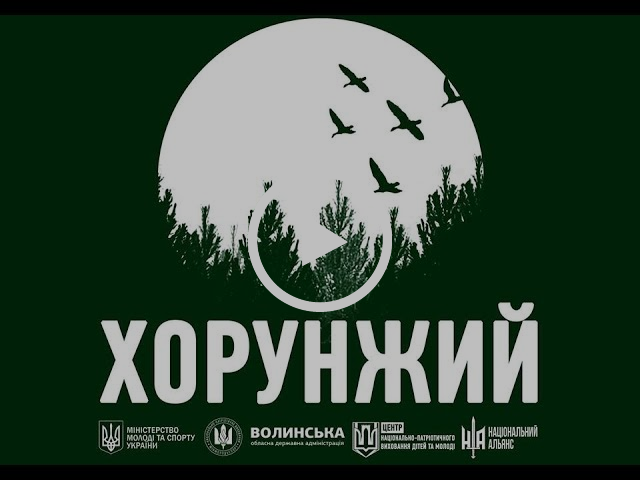 ХОРУНЖИЙ
МІНІСТЕРСТВО
МОЛОДІ ТА СПОРТУ
УКРАЇНИ
ВОЛИНСЬКА
обласна державна адміністрація
ЦЕНТР
НАЦІОНАЛЬНО-ПАТРІОТИЧНОГО
ВИХОВАННЯ ДІТЕЙ ТА МОЛОДІ
НАЦІОНАЛЬНИЙ
АЛЬЯНС